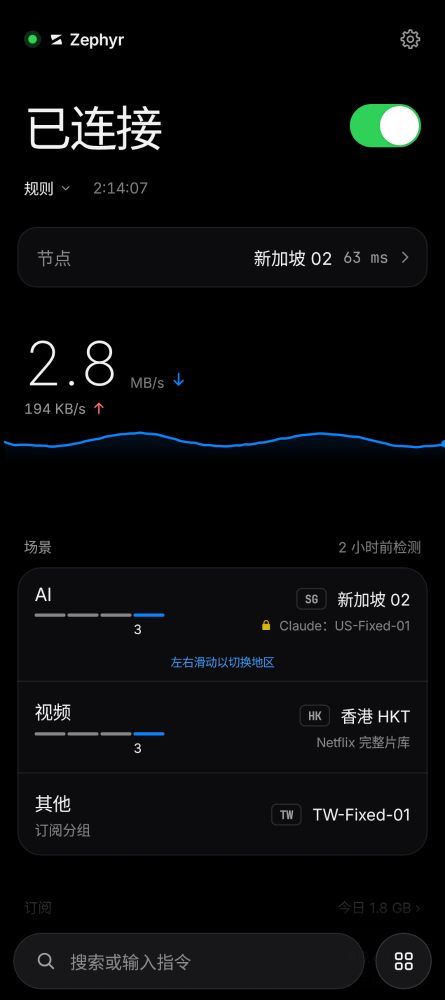 Zephyr
已连接
规则 2:14:07
节点 新加坡 02 63 ms
2.8 MB/s ↓
194 KB/s ↑
场景 2 小时前检测
AI SG 新加坡 02
3 Claude：US-Fixed-01
左右滑动以切换地区
视频 HK 香港 HKT
3 Netflix 完整片库
其他 TW TW-Fixed-01
订阅分组
订阅 今日 1.8 GB ›
搜索或输入指令